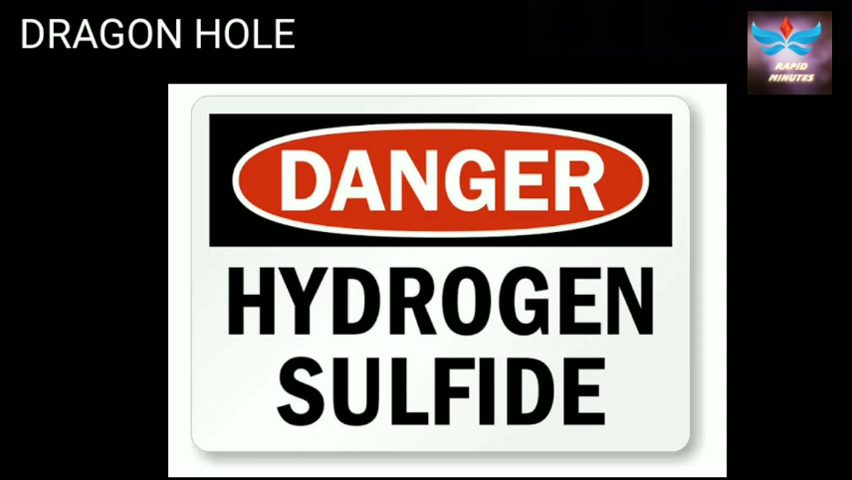 DRAGON HOLE
RAPID
MINUTES
DANGER
HYDROGEN
SULFIDE